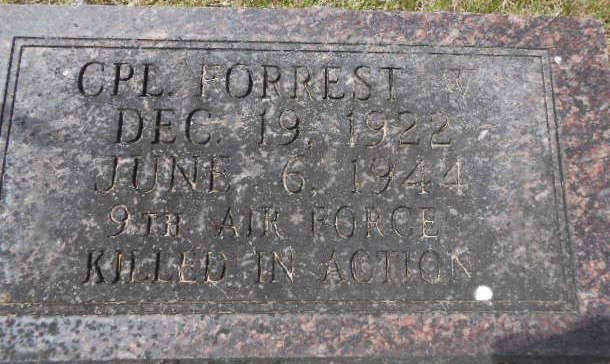 CPL. FORREST W.
DEC. 19, 1922
JUNE 6, 1944
9TH AIR FORCE
KILLED IN ACTION